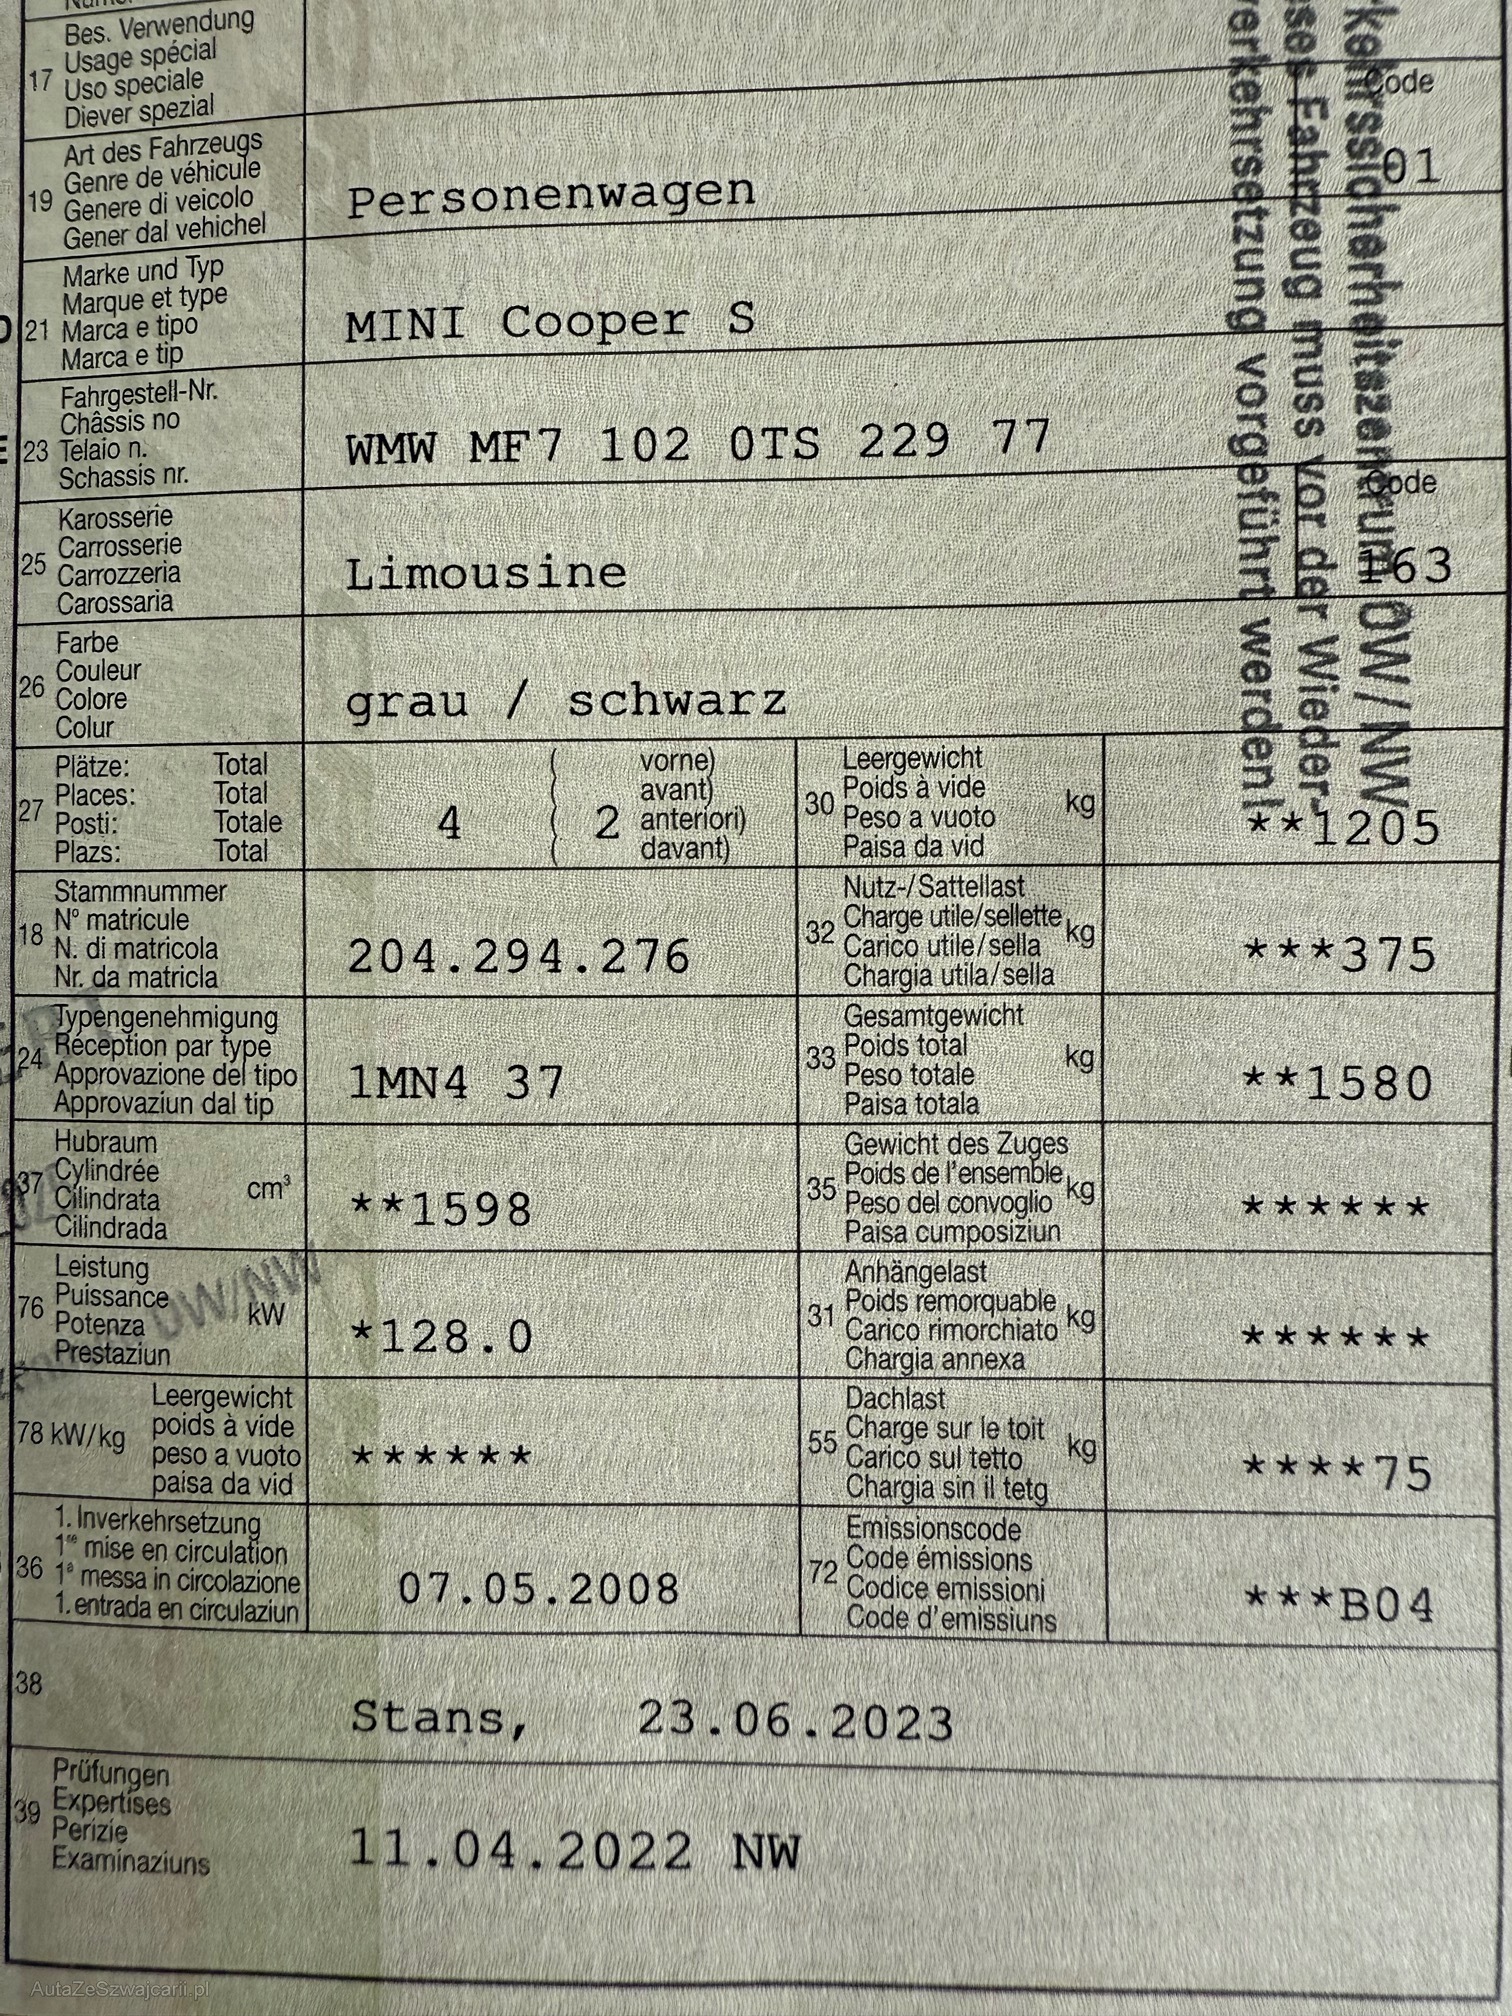 Bes. Verwendung
17 Usage spécial
Uso speciale
Diever spezial
Code
Art des Fahrzeugs
19 Genre de véhicule
Genere di veicolo
Gener dal vehichel
Personenwagen
01
Marke und Typ
Marque et type
21 Marca e tipo
Marca e tip
MINI Cooper S
Fahrgestell-Nr.
Châssis no
23 Telaio n.
Schassis nr.
WMW MF7 102 0TS 229 77
Code
Karosserie
Carrosserie
25 Carrozzeria
Carossaria
Limousine
163
Farbe
Couleur
26 Colore
Colur
grau / schwarz
Plätze: Total
Places: Total
27 Posti: Totale
Plazs: Total
4
( vorne)
( avant)
( 2 anteriori)
( davant)
Leergewicht
30 Poids à vide kg
Peso a vuoto
Paisa da vid
**1205
Stammnummer
18 N° matricule
N. di matricola
Nr. da matricla
204.294.276
Nutz-/Sattellast
32 Charge utile/sellette kg
Carico utile/sella
Chargia utila/sella
***375
Typengenehmigung
24 Réception par type
Approvazione del tipo
Approvaziun dal tip
1MN4 37
Gesamtgewicht
33 Poids total kg
Peso totale
Paisa totala
**1580
Hubraum
37 Cylindrée cm³
Cilindrata
Cilindrada
**1598
Gewicht des Zuges
35 Poids de l'ensemble kg
Peso del convoglio
Paisa cumposiziun
******
Leistung
76 Puissance kW
Potenza
Prestaziun
*128.0
Anhängelast
31 Poids remorquable kg
Carico rimorchiato
Chargia annexa
******
Leergewicht
78 kW/kg poids à vide
peso a vuoto
paisa da vid
******
Dachlast
55 Charge sur le toit kg
Carico sul tetto
Chargia sin il tetg
****75
1. Inverkehrsetzung
1re mise en circulation
36 1a messa in circolazione
1. entrada en circulaziun
07.05.2008
Emissionscode
72 Code émissions
Codice emissioni
Code d'emissiuns
***B04
38
Stans, 23.06.2023
Prüfungen
39 Expertises
Perizie
Examinaziuns
11.04.2022 NW
OW/NW
Fahrzeug muss vor der Wieder-
vorgeführt werden!
OW/NW
AutaZeSzwajcarii.pl